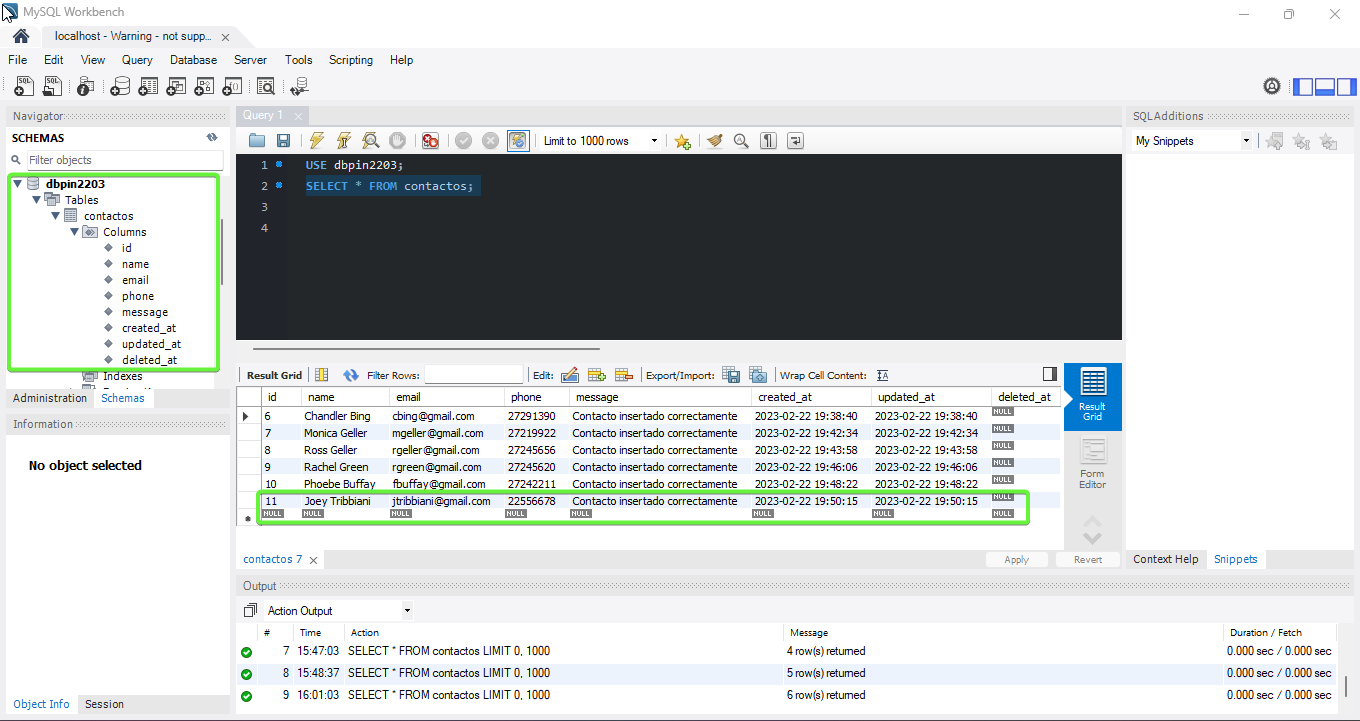 MySQL Workbench
localhost - Warning - not supp...
File Edit View Query Database Server Tools Scripting Help
Navigator
SCHEMAS
Filter objects
dbpin2203
Tables
contactos
Columns
id
name
email
phone
message
created_at
updated_at
deleted_at
Indexes
Administration Schemas
Information
No object selected
Object Info Session
Query 1
Limit to 1000 rows
1 USE dbpin2203;
2 SELECT * FROM contactos;
3
4
Result Grid Filter Rows: Edit: Export/Import: Wrap Cell Content:
id name email phone message created_at updated_at deleted_at
6 Chandler Bing cbing@gmail.com 27291390 Contacto insertado correctamente 2023-02-22 19:38:40 2023-02-22 19:38:40 NULL
7 Monica Geller mgeller@gmail.com 27219922 Contacto insertado correctamente 2023-02-22 19:42:34 2023-02-22 19:42:34 NULL
8 Ross Geller rgeller@gmail.com 27245656 Contacto insertado correctamente 2023-02-22 19:43:58 2023-02-22 19:43:58 NULL
9 Rachel Green rgreen@gmail.com 27245620 Contacto insertado correctamente 2023-02-22 19:46:06 2023-02-22 19:46:06 NULL
10 Phoebe Buffay fbuffay@gmail.com 27242211 Contacto insertado correctamente 2023-02-22 19:48:22 2023-02-22 19:48:22 NULL
11 Joey Tribbiani jtribbiani@gmail.com 22556678 Contacto insertado correctamente 2023-02-22 19:50:15 2023-02-22 19:50:15 NULL
NULL NULL NULL NULL NULL NULL NULL NULL
Result
Grid
Form
Editor
contactos 7
Apply Revert
SQLAdditions
My Snippets
Context Help Snippets
Output
Action Output
# Time Action Message Duration / Fetch
7 15:47:03 SELECT * FROM contactos LIMIT 0, 1000 4 row(s) returned 0.000 sec / 0.000 sec
8 15:48:37 SELECT * FROM contactos LIMIT 0, 1000 5 row(s) returned 0.000 sec / 0.000 sec
9 16:01:03 SELECT * FROM contactos LIMIT 0, 1000 6 row(s) returned 0.000 sec / 0.000 sec